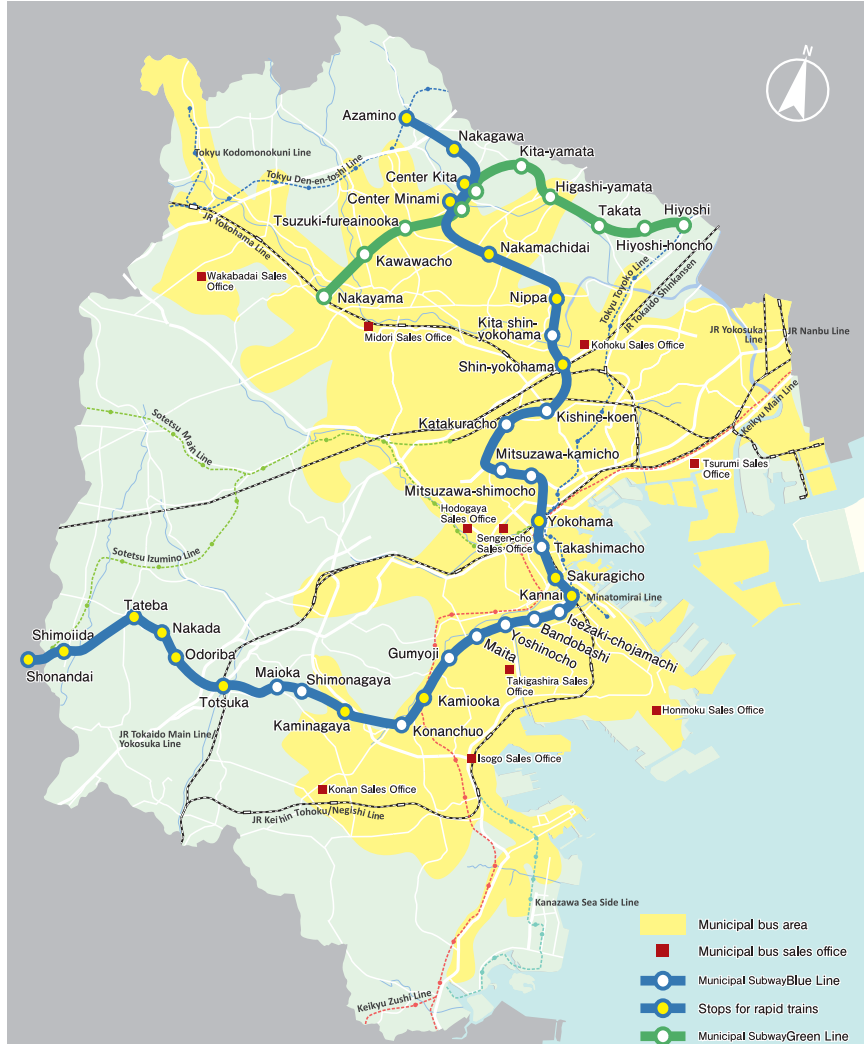 N
Azamino
Nakagawa
Kita-yamata
Tokyu Kodomonokuni Line
Tokyu Den-en-toshi Line
Center Kita
Higashi-yamata
Center Minami
Takata
Hiyoshi
Tsuzuki-fureainooka
Hiyoshi-honcho
JR Yokohama Line
Nakamachidai
Kawawacho
Wakabadai Sales
Office
Tokyu Toyoko Line
JR Tokaido Shinkansen
Nakayama
Nippa
Kita shin-
yokohama
Midori Sales Office
Kohoku Sales Office
JR Yokosuka
Line
JR Nanbu Line
Shin-yokohama
Keikyu Main Line
Sotetsu Main Line
Katakuracho
Kishine-koen
Mitsuzawa-kamicho
Tsurumi Sales
Office
Mitsuzawa-shimocho
Hodogaya
Sales Office
Yokohama
Sengen-cho
Sales Office
Takashimacho
Sotetsu Izumino Line
Sakuragicho
Kannai
Minatomirai Line
Tateba
Isezaki-chojamachi
Shimoiida
Nakada
Bandobashi
Yoshinocho
Odoriba
Gumyoji
Maita
Shonandai
Maioka
Shimonagaya
Takigashira Sales
Office
Totsuka
Kamiooka
Honmoku Sales Office
Kaminagaya
Konanchuo
JR Tokaido Main Line/
Yokosuka Line
Isogo Sales Office
Konan Sales Office
JR Keihin Tohoku/Negishi Line
Kanazawa Sea Side Line
Keikyu Zushi Line
Municipal bus area
Municipal bus sales office
Municipal Subway Blue Line
Stops for rapid trains
Municipal Subway Green Line